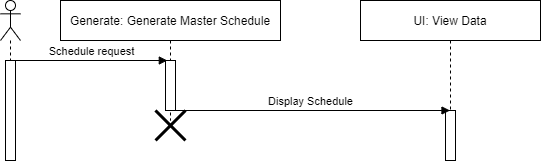 Generate: Generate Master Schedule
UI: View Data
Schedule request
Display Schedule